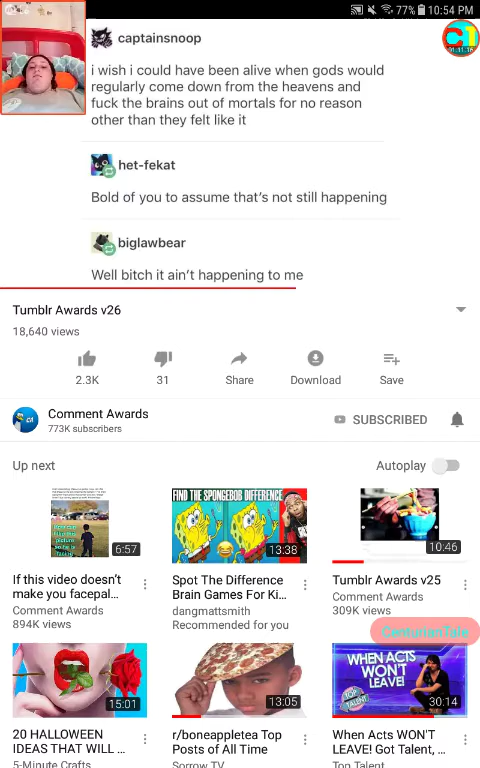 77% 10:54 PM
captainsnoop
01:11:16
i wish i could have been alive when gods would
regularly come down from the heavens and
fuck the brains out of mortals for no reason
other than they felt like it
het-fekat
Bold of you to assume that's not still happening
biglawbear
Well bitch it ain't happening to me
Tumblr Awards v26
18,640 views
2.3K 31 Share Download Save
Comment Awards
773K subscribers
SUBSCRIBED
Up next
Autoplay
6:57
FIND THE SPONGEBOB DIFFERENCE
13:38
10:46
If this video doesn't
make you facepal…
Comment Awards
894K views
Spot The Difference
Brain Games For Ki…
dangmattsmith
Recommended for you
Tumblr Awards v25
Comment Awards
309K views
CenturianTale
15:01
13:05
WHEN ACTS
WON'T
LEAVE!
TOP TALENT
30:14
20 HALLOWEEN
IDEAS THAT WILL …
5-Minute Crafts
r/boneappletea Top
Posts of All Time
Sorrow TV
When Acts WON'T
LEAVE! Got Talent, …
Top Talent